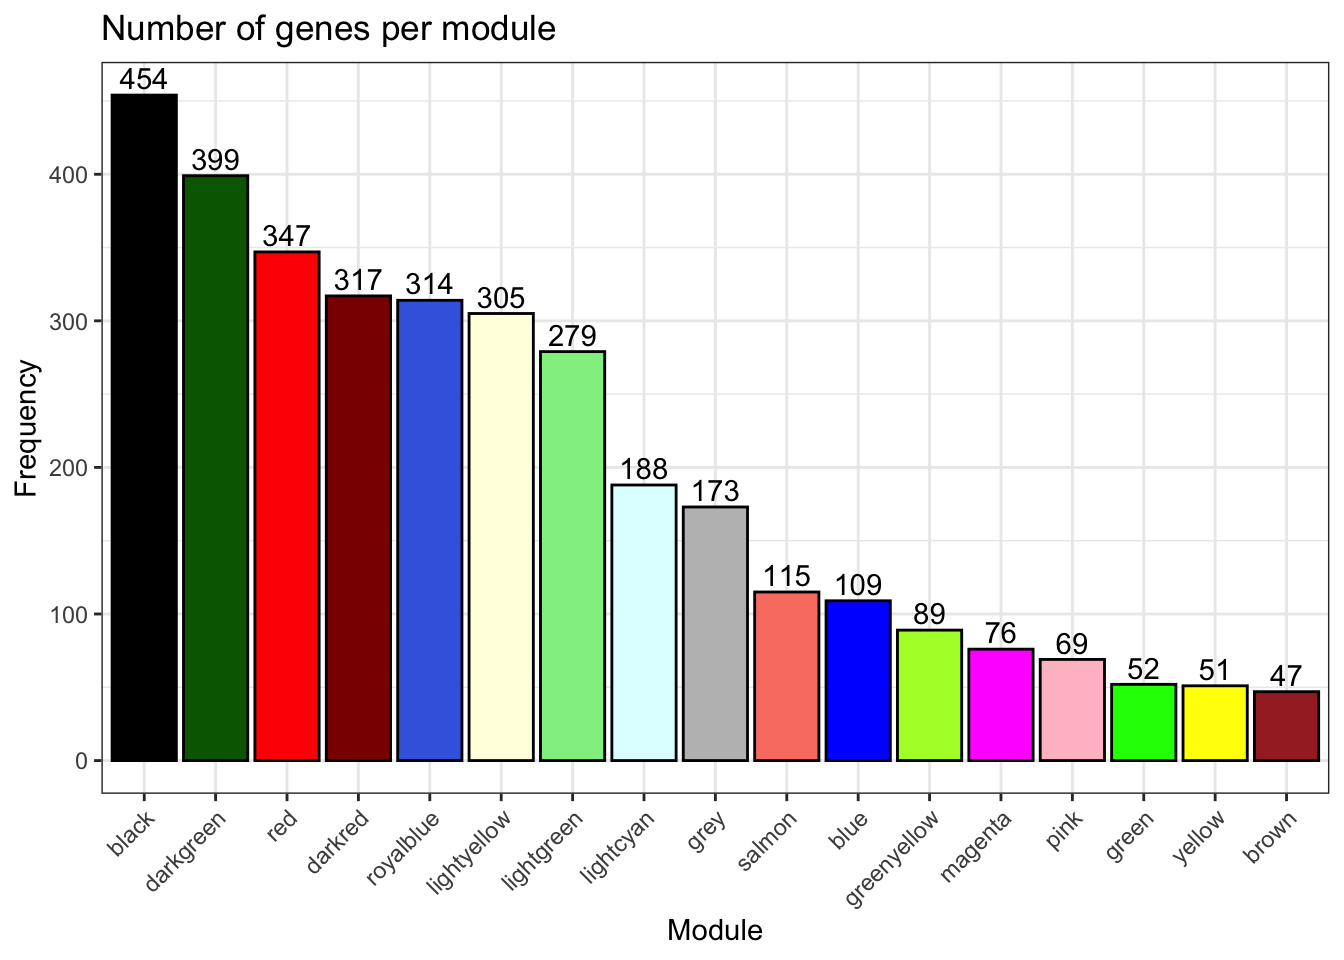 Number of genes per module
454
399
347
317
314
305
279
188
173
115
109
89
76
69
52
51
47
Frequency
400
300
200
100
0
black
darkgreen
red
darkred
royalblue
lightyellow
lightgreen
lightcyan
grey
salmon
blue
greenyellow
magenta
pink
green
yellow
brown
Module